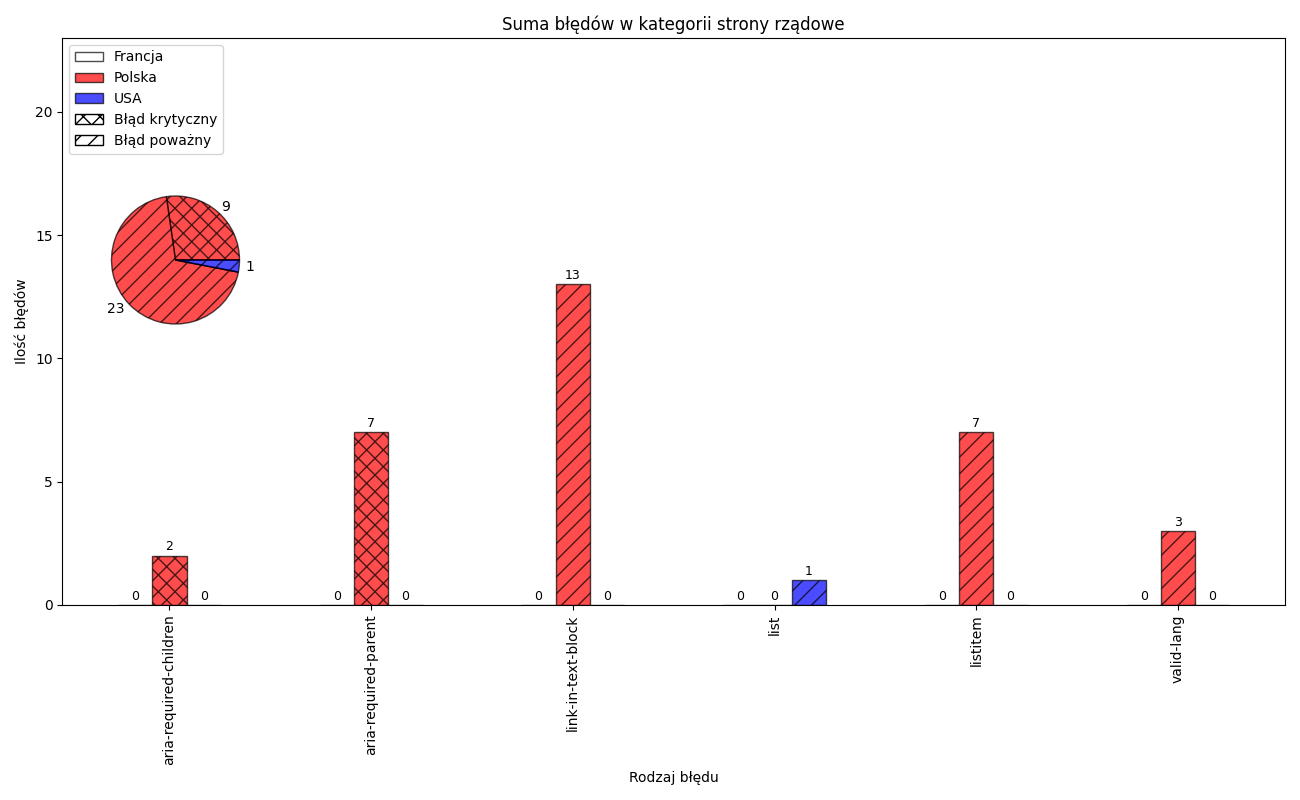 Suma błędów w kategorii strony rządowe
Francja
Polska
USA
Błąd krytyczny
Błąd poważny
9
1
23
Ilość błędów
20
15
10
5
0
0 2 0
0 7 0
0 13 0
0 0 1
0 7 0
0 3 0
aria-required-children
aria-required-parent
link-in-text-block
list
listitem
valid-lang
Rodzaj błędu